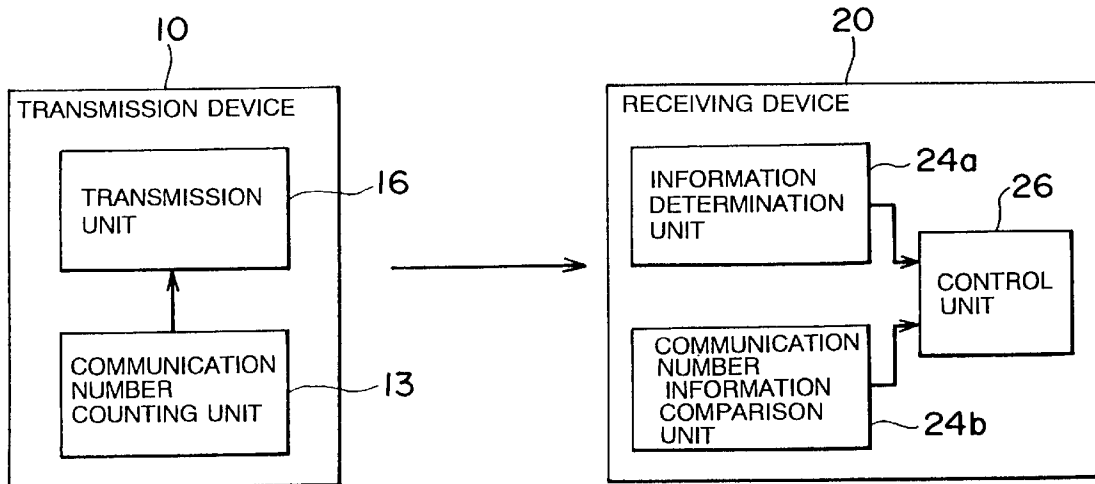 10
TRANSMISSION DEVICE
TRANSMISSION
UNIT
16
COMMUNICATION
NUMBER
COUNTING UNIT
13
20
RECEIVING DEVICE
INFORMATION
DETERMINATION
UNIT
24a
COMMUNICATION
NUMBER
INFORMATION
COMPARISON
UNIT
24b
26
CONTROL
UNIT